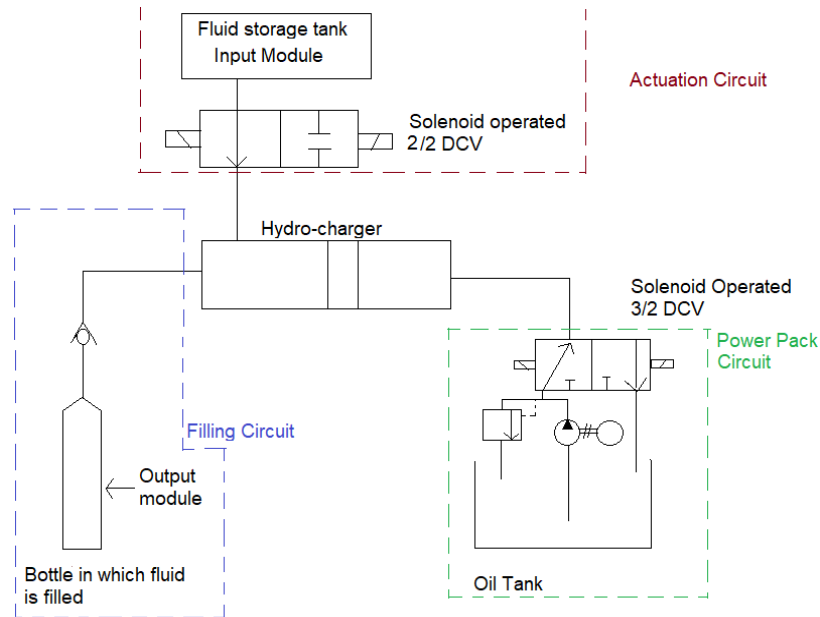 Fluid storage tank
Input Module
Actuation Circuit
Solenoid operated
2/2 DCV
Hydro-charger
Solenoid Operated
3/2 DCV
Power Pack
Circuit
Filling Circuit
Output
module
Bottle in which fluid
is filled
Oil Tank